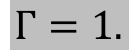 Γ = 1.